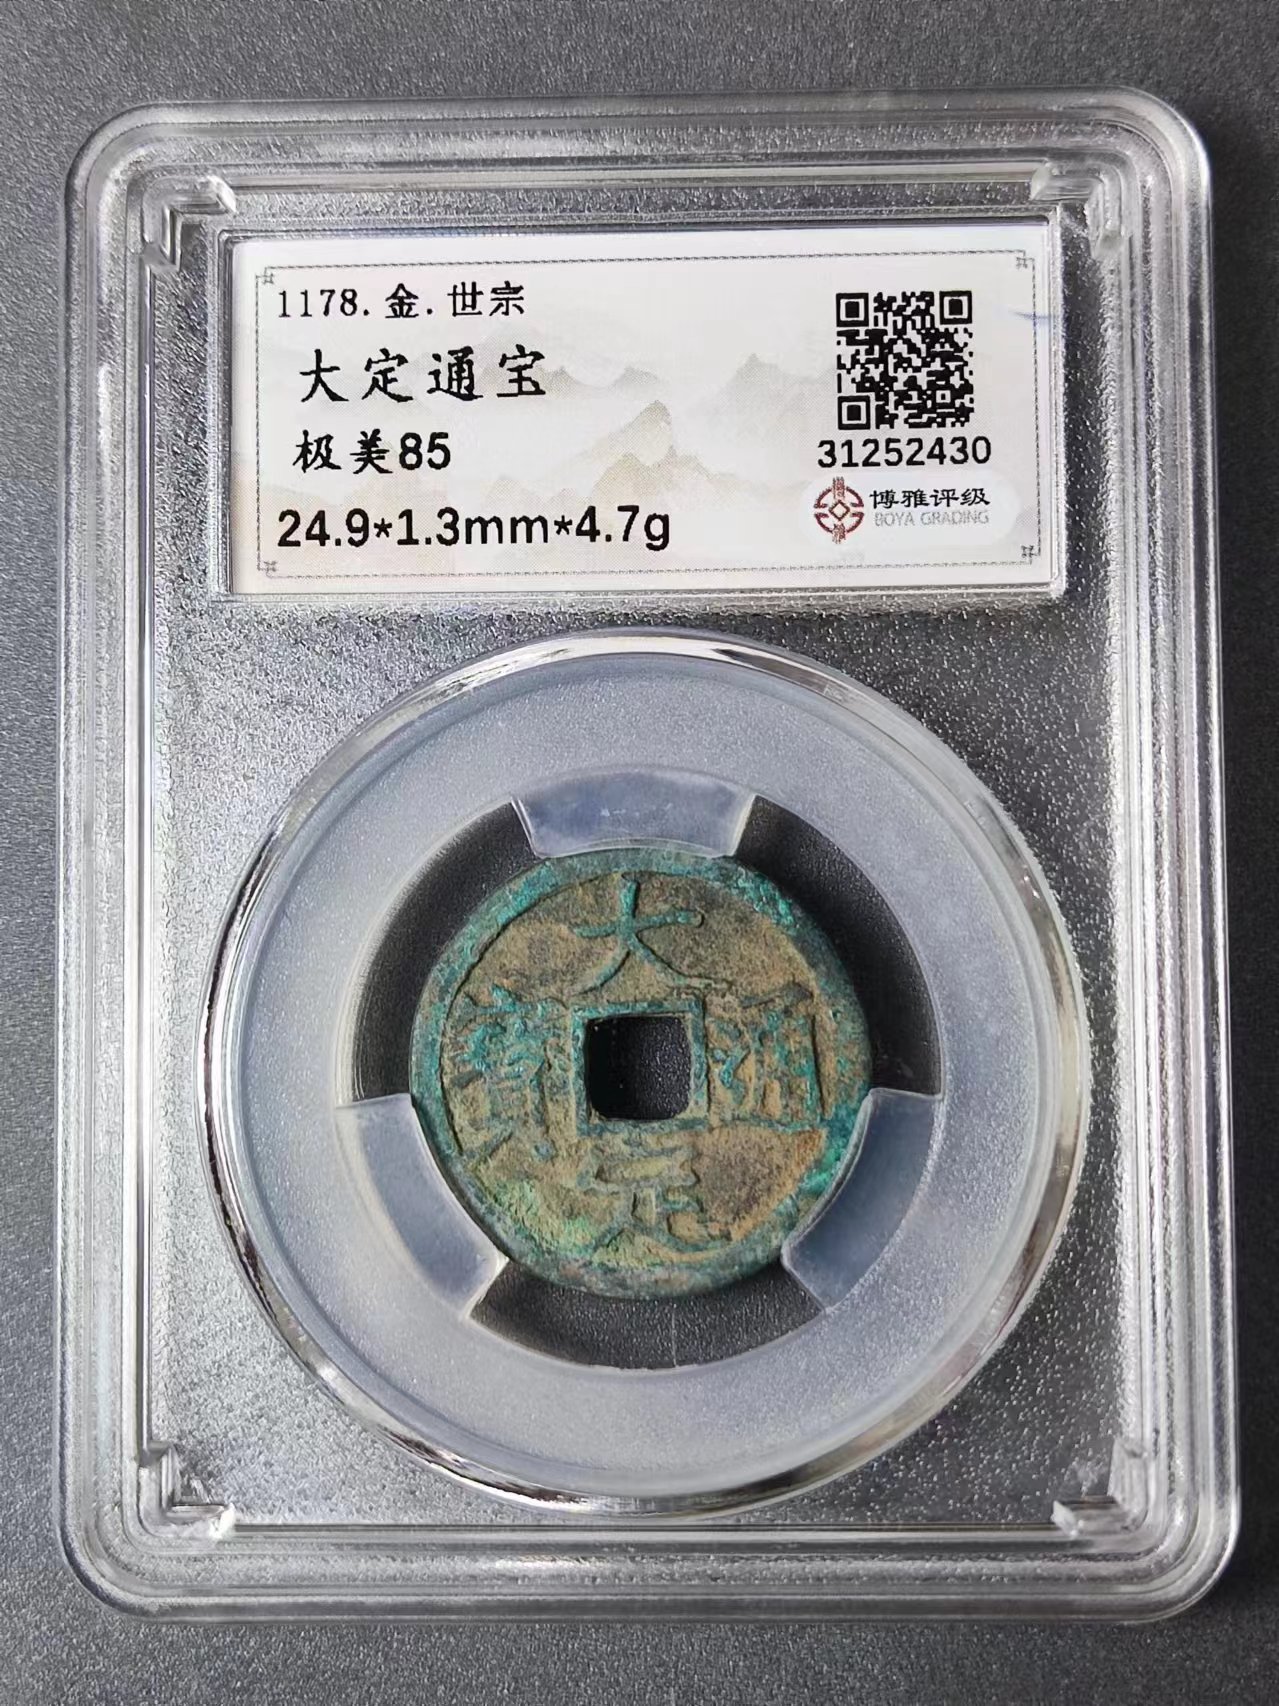 1178.金.世宗
大定通宝
极美85
24.9*1.3mm*4.7g
31252430
博雅评级
BOYA GRADING
大定通寳